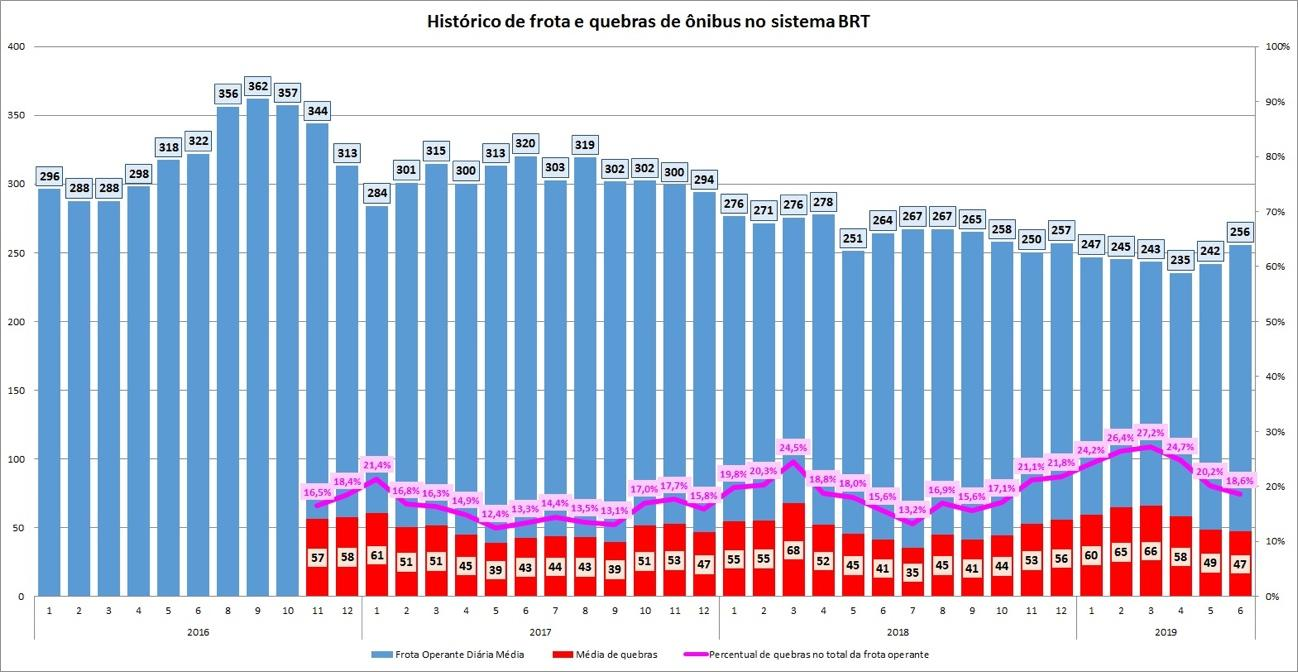 Histórico de frota e quebras de ônibus no sistema BRT
400 100%
350 90%
300 80%
250 70%
200 60%
150 50%
100 40%
50 30%
0 20%
10%
0%
296 288 288 298 318 322 356 362 357 344 313 284 301 315 300 313 320 303 319 302 302 300 294 276 271 276 278 251 264 267 267 265 258 250 257 247 245 243 235 242 256
16,5% 18,4% 21,4% 16,8% 16,3% 14,9% 12,4% 13,3% 14,4% 13,5% 13,1% 17,0% 17,7% 15,8% 19,8% 20,3% 24,5% 18,8% 18,0% 15,6% 13,2% 16,9% 15,6% 17,1% 21,1% 21,8% 24,2% 26,4% 27,2% 24,7% 20,2% 18,6%
57 58 61 51 51 45 39 43 44 43 39 51 53 47 55 55 68 52 45 41 35 45 41 44 53 56 60 65 66 58 49 47
1 2 3 4 5 6 8 9 10 11 12 1 2 3 4 5 6 7 8 9 10 11 12 1 2 3 4 5 6 7 8 9 10 11 12 1 2 3 4 5 6
2016 2017 2018 2019
Frota Operante Diária Média Média de quebras Percentual de quebras no total da frota operante